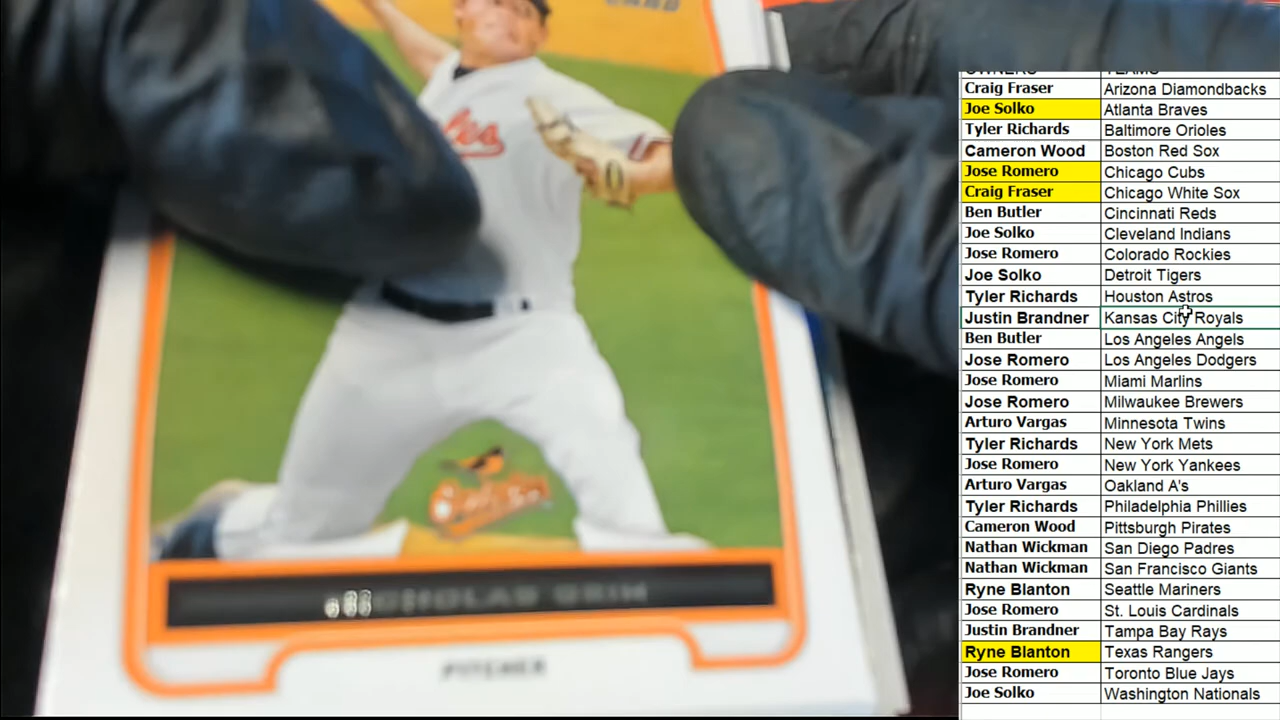 CARD
OWNERS TEAMS
Craig Fraser Arizona Diamondbacks
Joe Solko Atlanta Braves
Tyler Richards Baltimore Orioles
Cameron Wood Boston Red Sox
Jose Romero Chicago Cubs
Craig Fraser Chicago White Sox
Ben Butler Cincinnati Reds
Joe Solko Cleveland Indians
Jose Romero Colorado Rockies
Joe Solko Detroit Tigers
Tyler Richards Houston Astros
Justin Brandner Kansas City Royals
Ben Butler Los Angeles Angels
Jose Romero Los Angeles Dodgers
Jose Romero Miami Marlins
Jose Romero Milwaukee Brewers
Arturo Vargas Minnesota Twins
Tyler Richards New York Mets
Jose Romero New York Yankees
Arturo Vargas Oakland A's
Tyler Richards Philadelphia Phillies
Cameron Wood Pittsburgh Pirates
Nathan Wickman San Diego Padres
Nathan Wickman San Francisco Giants
Ryne Blanton Seattle Mariners
Jose Romero St. Louis Cardinals
Justin Brandner Tampa Bay Rays
Ryne Blanton Texas Rangers
Jose Romero Toronto Blue Jays
Joe Solko Washington Nationals
Orioles
PITCHER